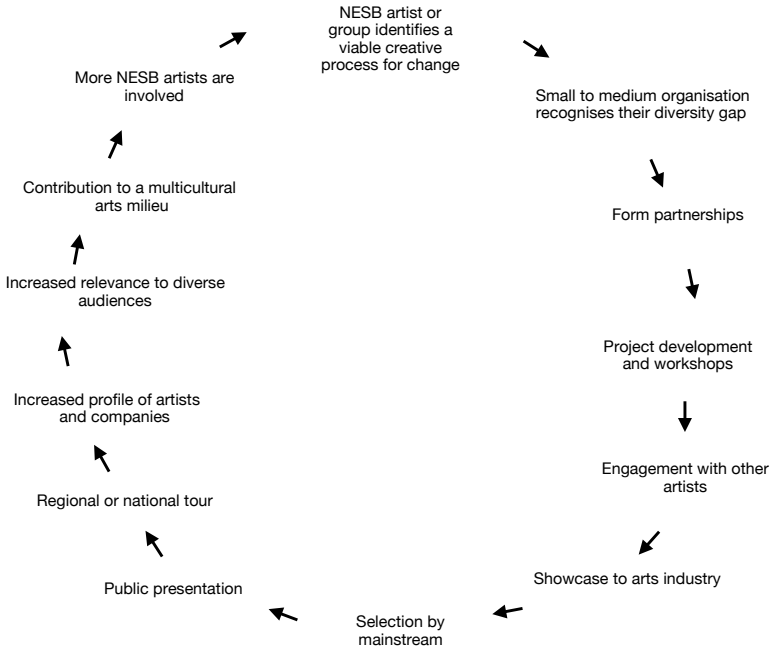 NESB artist or
group identifies a
viable creative
process for change
Small to medium organisation
recognises their diversity gap
Form partnerships
Project development
and workshops
Engagement with other
artists
Showcase to arts industry
Selection by
mainstream
Public presentation
Regional or national tour
Increased profile of artists
and companies
Increased relevance to diverse
audiences
Contribution to a multicultural
arts milieu
More NESB artists are
involved